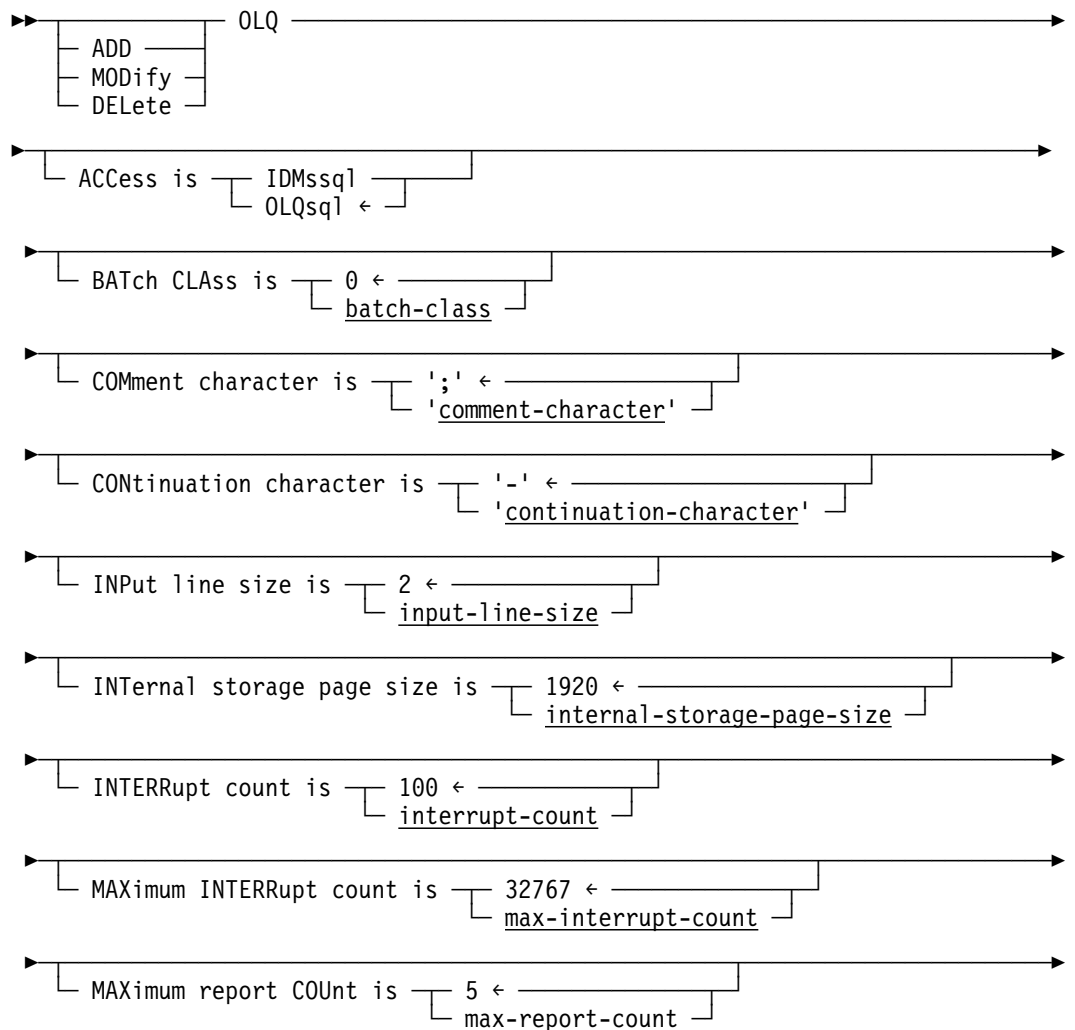 OLQ
ADD
MODify
DELete
ACCess is IDMssql
OLQsql ←
BATch CLAss is 0 ←
batch-class
COMment character is ';' ←
'comment-character'
CONtinuation character is '-' ←
'continuation-character'
INPut line size is 2 ←
input-line-size
INTernal storage page size is 1920 ←
internal-storage-page-size
INTERRupt count is 100 ←
interrupt-count
MAXimum INTERRupt count is 32767 ←
max-interrupt-count
MAXimum report COUnt is 5 ←
max-report-count